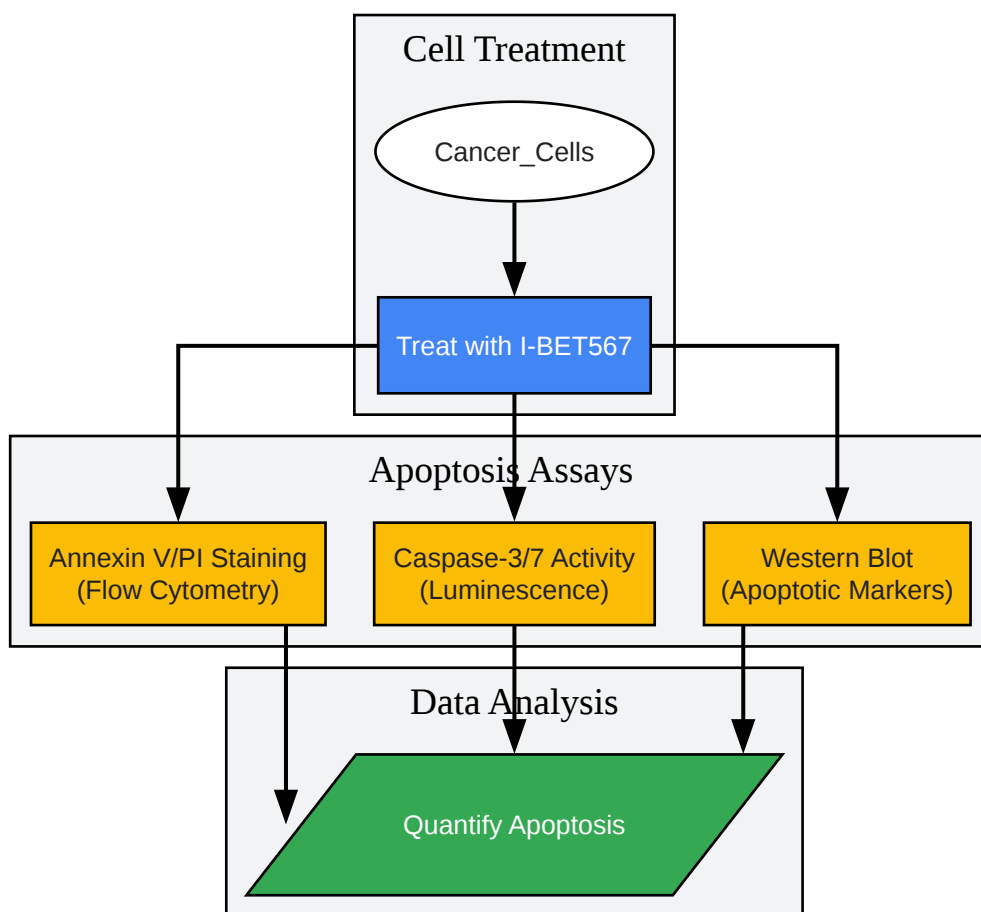 Cell Treatment
Cancer_Cells
Treat with I-BET567
Apoptosis Assays
Annexin V/PI Staining
(Flow Cytometry)
Caspase-3/7 Activity
(Luminescence)
Western Blot
(Apoptotic Markers)
Data Analysis
Quantify Apoptosis